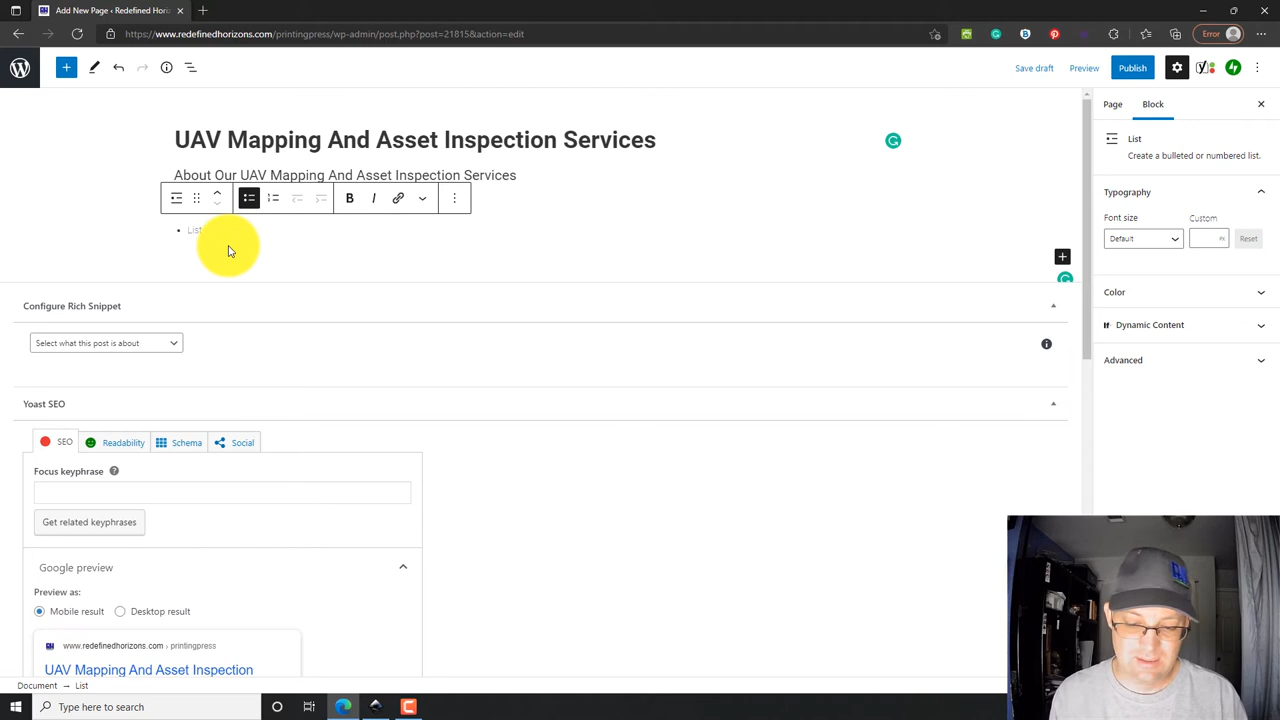 Add New Page ‹ Redefined Horiz
https://www.redefinedhorizons.com/printingpress/wp-admin/post.php?post=21815&action=edit
Error
Save draft
Preview
Publish
UAV Mapping And Asset Inspection Services
Page
Block
About Our UAV Mapping And Asset Inspection Services
List
Create a bulleted or numbered list.
B
I
Typography
List
Font size
Custom
Default
PX
Reset
Configure Rich Snippet
Color
Select what this post is about
If Dynamic Content
Advanced
Yoast SEO
SEO
Readability
Schema
Social
Focus keyphrase
Get related keyphrases
Google preview
Preview as:
Mobile result
Desktop result
www.redefinedhorizons.com › printingpress
UAV Mapping And Asset Inspection
Document → List
Type here to search